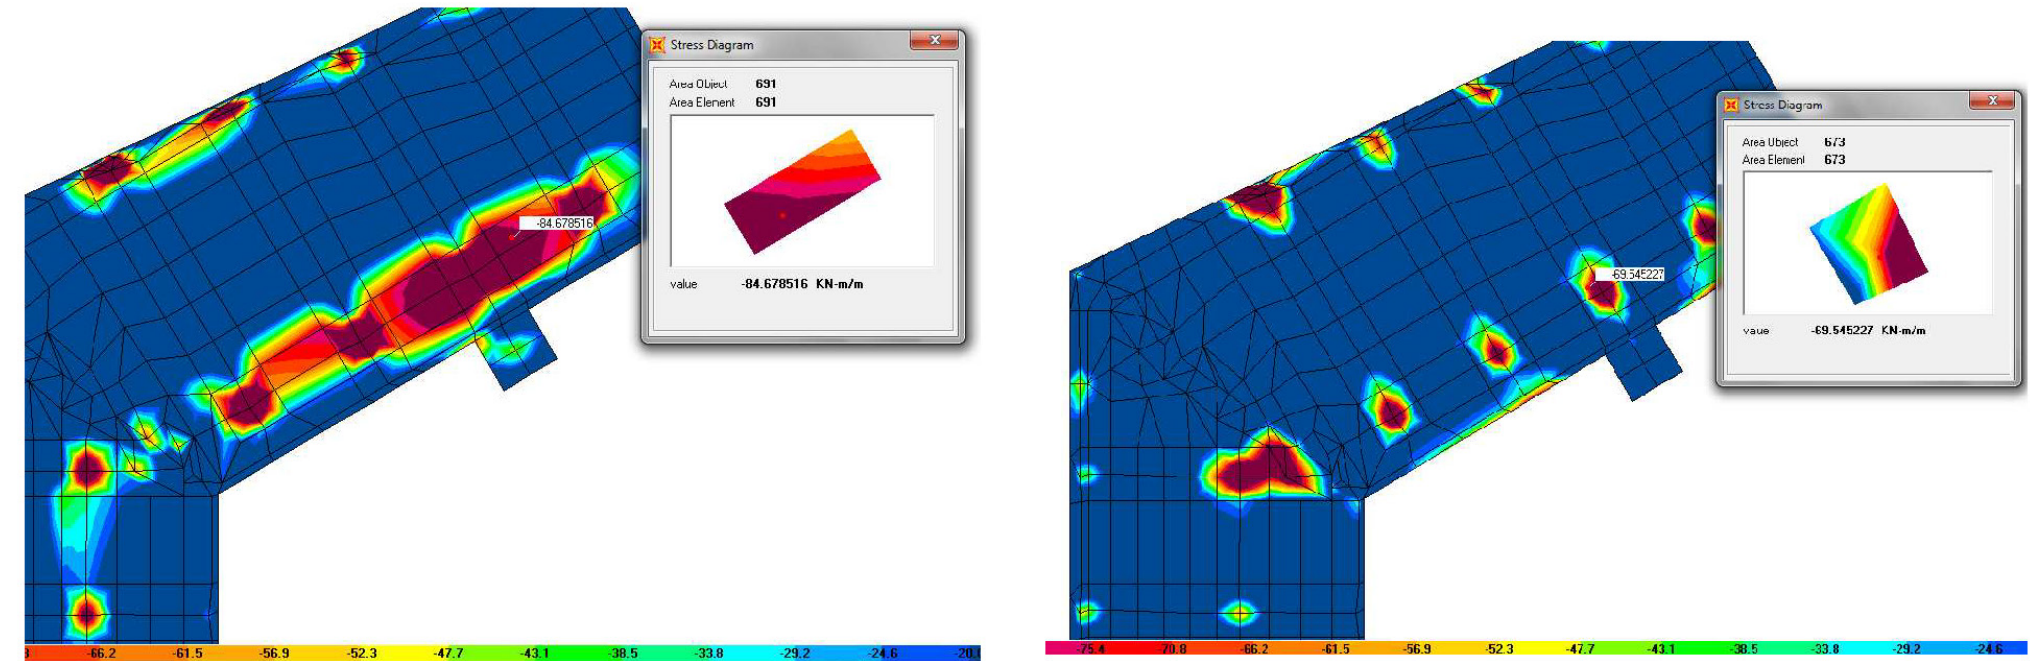 Stress Diagram
Area Object 691
Area Element 691
-84.678516
value -84.678516 KN-m/m
-66.2 -61.5 -56.9 -52.3 -47.7 -43.1 -38.5 -33.8 -29.2 -24.6
Stress Diagram
Area Object 673
Area Element 673
-69.545227
value -69.545227 KN-m/m
-75.4 -70.8 -66.2 -61.5 -56.9 -52.3 -47.7 -43.1 -38.5 -33.8 -29.2 -24.6